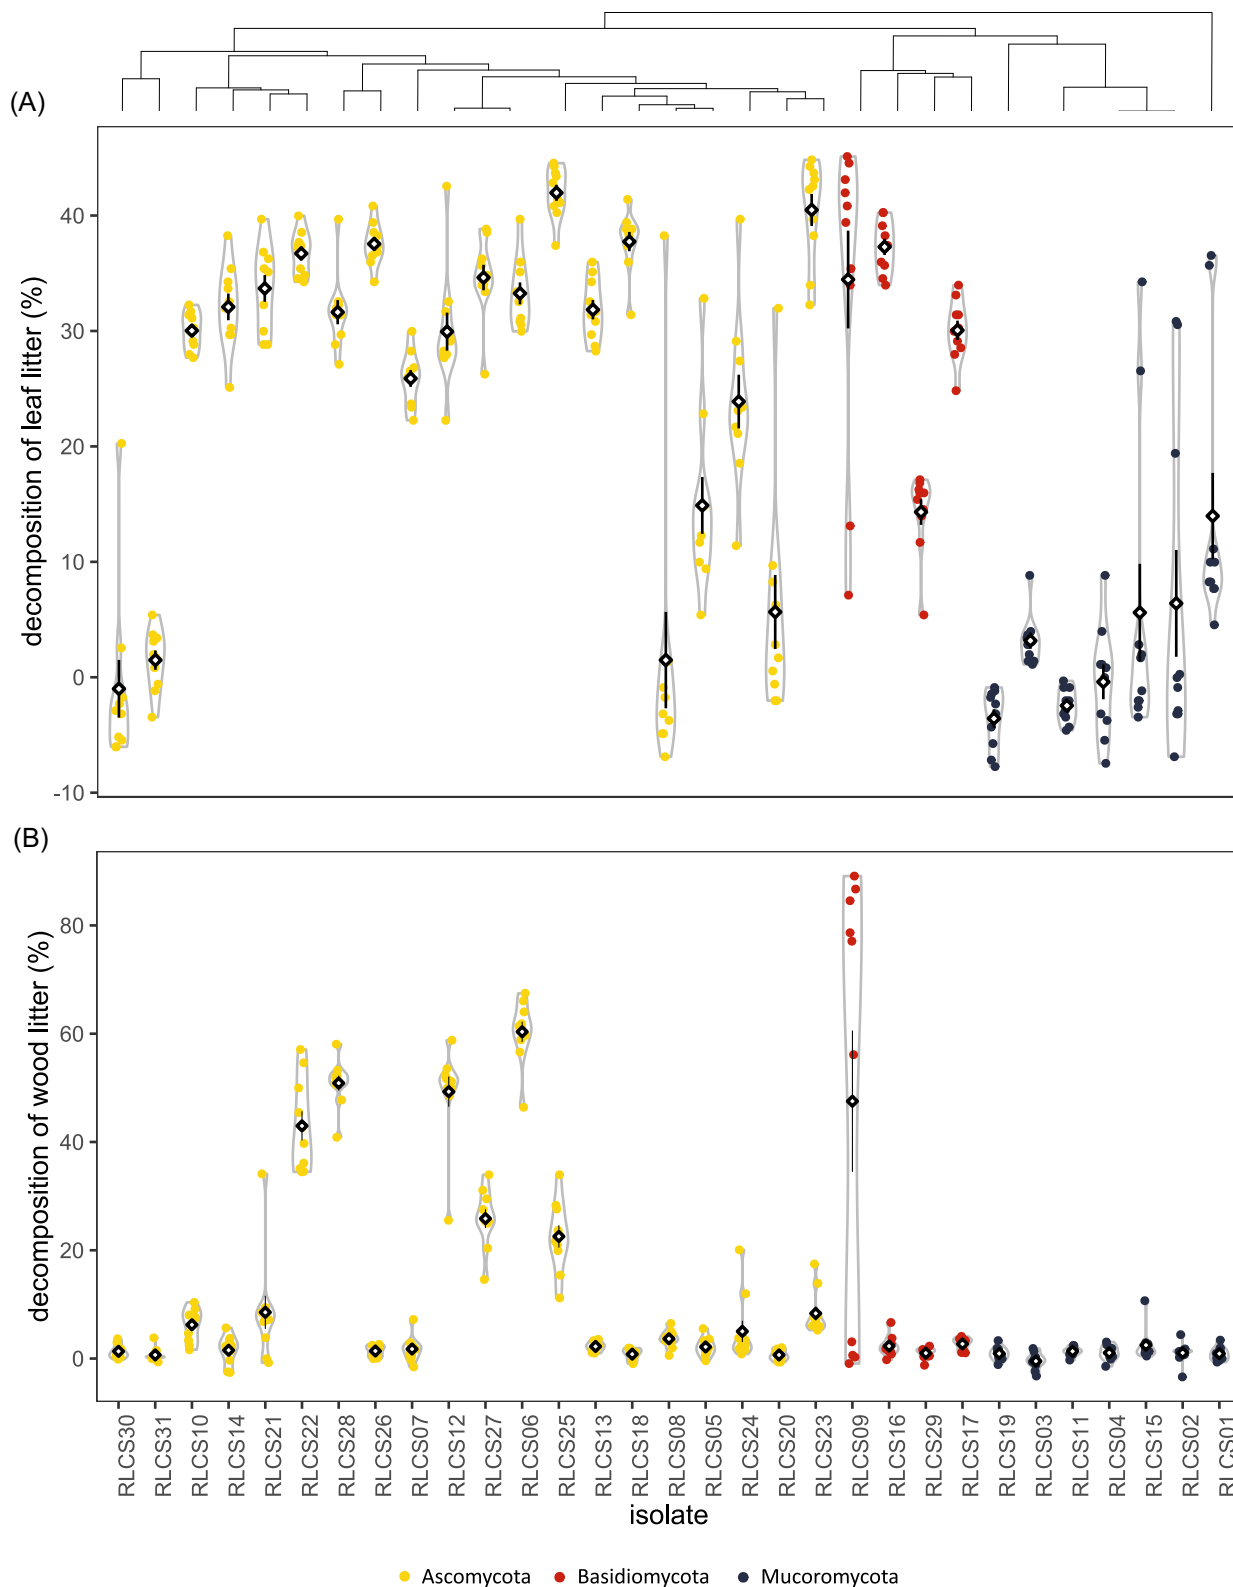 (A)
decomposition of leaf litter (%)
40
30
20
10
0
-10
(B)
decomposition of wood litter (%)
80
60
40
20
0
RLCS30 RLCS31 RLCS10 RLCS14 RLCS21 RLCS22 RLCS28 RLCS26 RLCS07 RLCS12 RLCS27 RLCS06 RLCS25 RLCS13 RLCS18 RLCS08 RLCS05 RLCS24 RLCS20 RLCS23 RLCS09 RLCS16 RLCS29 RLCS17 RLCS19 RLCS03 RLCS11 RLCS04 RLCS15 RLCS02 RLCS01
isolate
Ascomycota Basidiomycota Mucoromycota